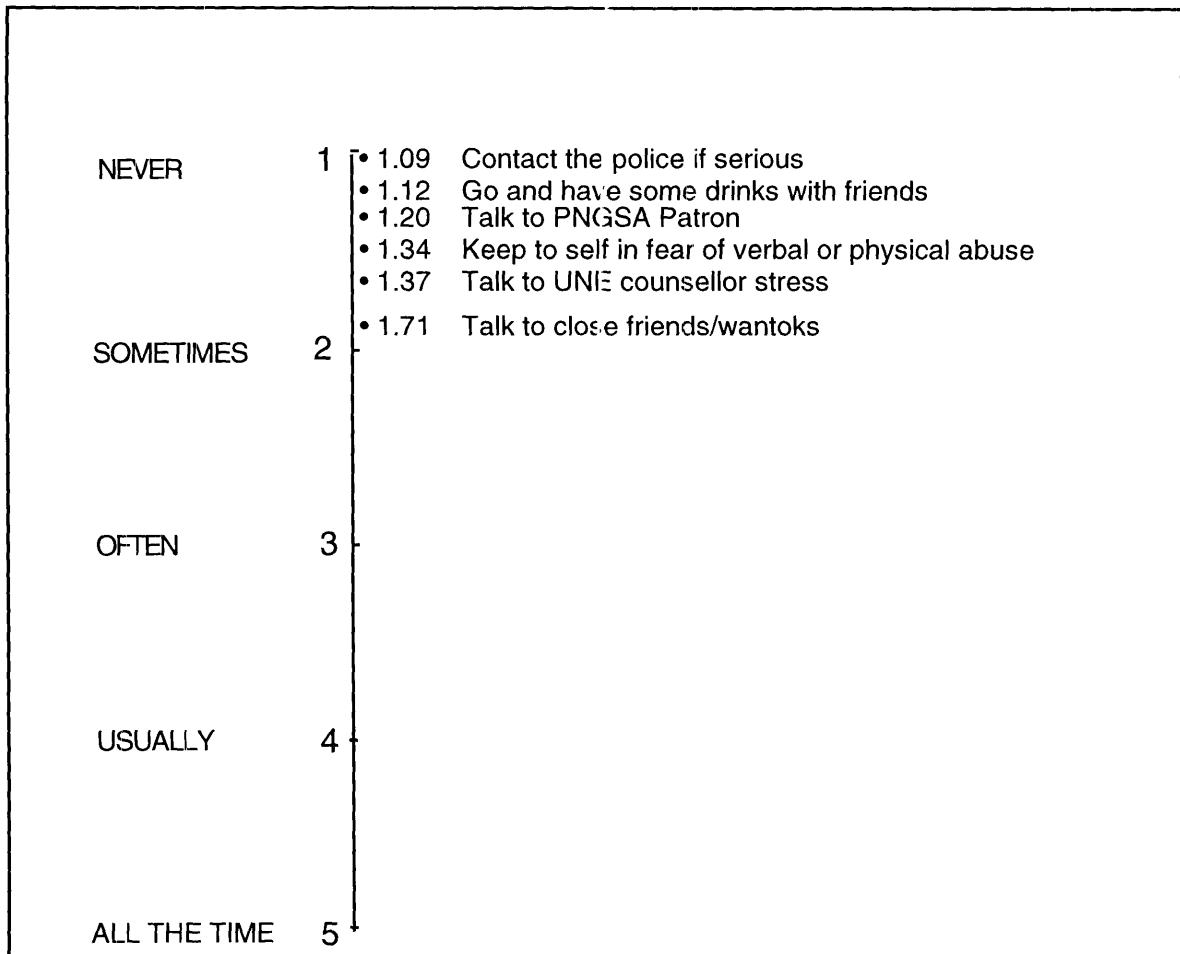 NEVER 1 • 1.09 Contact the police if serious
• 1.12 Go and have some drinks with friends
• 1.20 Talk to PNGSA Patron
• 1.34 Keep to self in fear of verbal or physical abuse
• 1.37 Talk to UNE counsellor stress
• 1.71 Talk to close friends/wantoks
SOMETIMES 2
OFTEN 3
USUALLY 4
ALL THE TIME 5